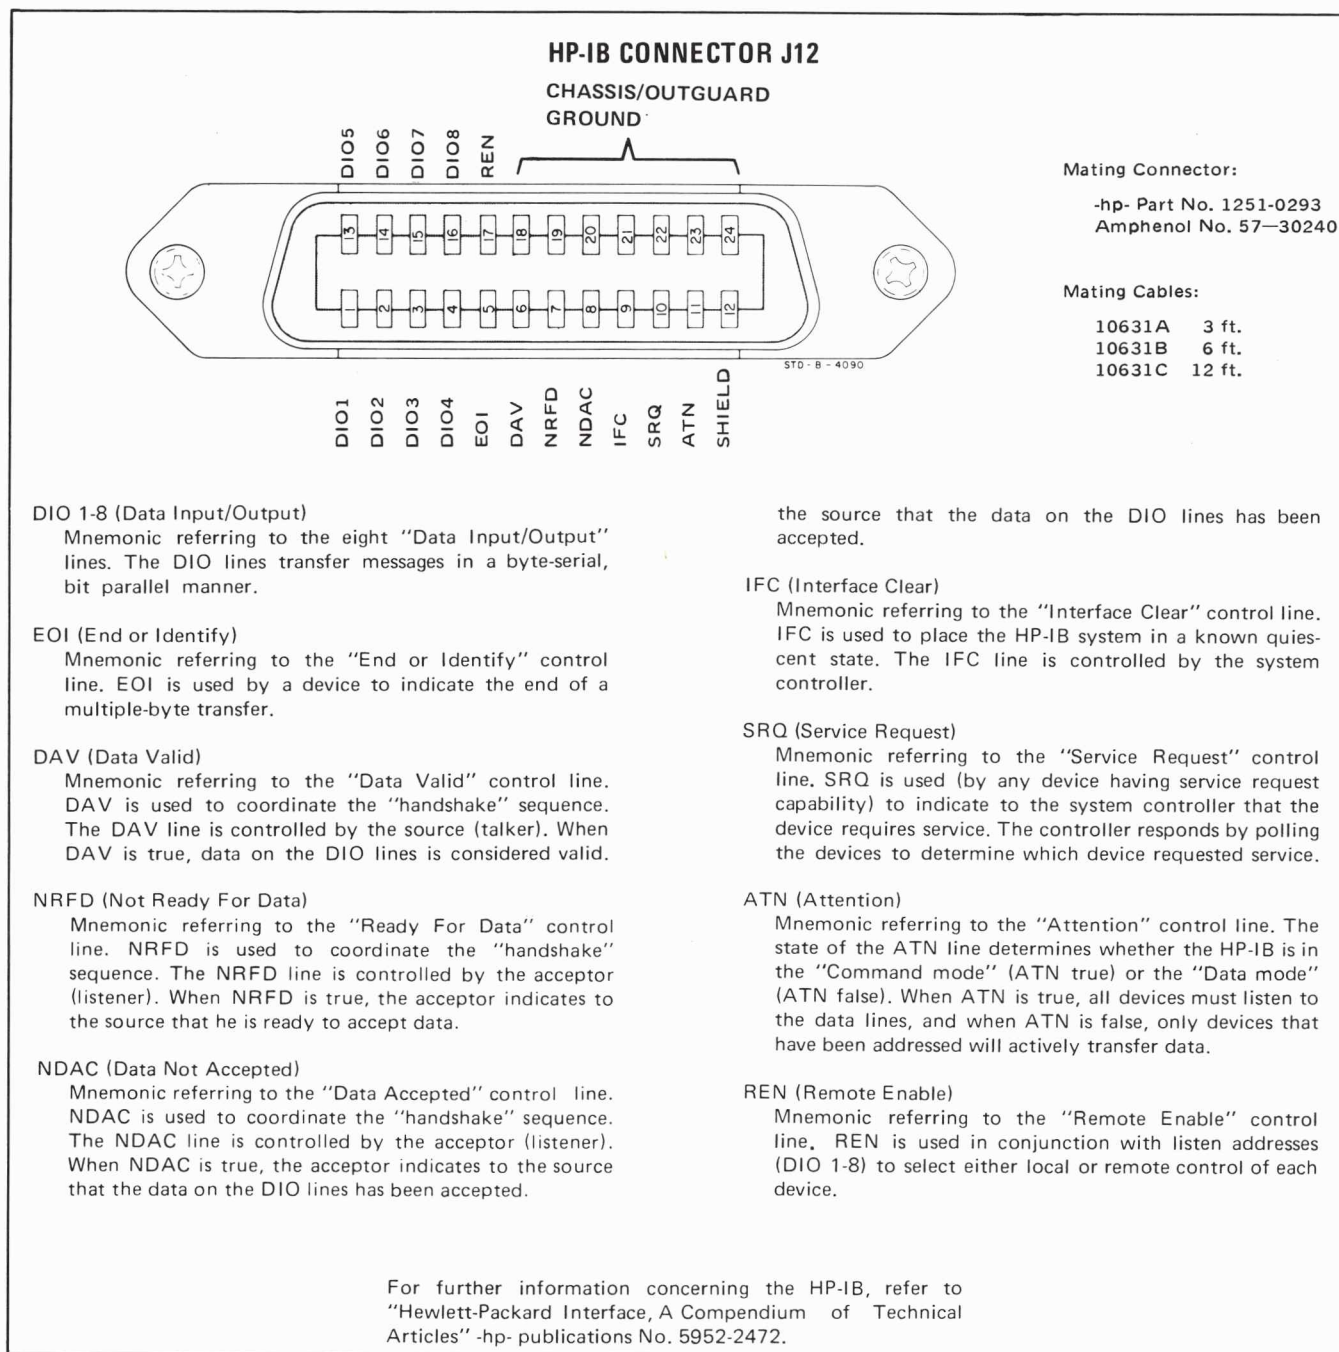 HP-IB CONNECTOR J12
CHASSIS/OUTGUARD
GROUND
DIO5
DIO6
DIO7
DIO8
REN
13
14
15
16
17
18
19
20
21
22
23
24
1
2
3
4
5
6
7
8
9
10
11
12
STD-B-4090
DIO1
DIO2
DIO3
DIO4
EOI
DAV
NRFD
NDAC
IFC
SRQ
ATN
SHIELD
Mating Connector:
-hp- Part No. 1251-0293
Amphenol No. 57—30240
Mating Cables:
10631A 3 ft.
10631B 6 ft.
10631C 12 ft.
DIO 1-8 (Data Input/Output)
Mnemonic referring to the eight "Data Input/Output"
lines. The DIO lines transfer messages in a byte-serial,
bit parallel manner.
EOI (End or Identify)
Mnemonic referring to the "End or Identify" control
line. EOI is used by a device to indicate the end of a
multiple-byte transfer.
DAV (Data Valid)
Mnemonic referring to the "Data Valid" control line.
DAV is used to coordinate the "handshake" sequence.
The DAV line is controlled by the source (talker). When
DAV is true, data on the DIO lines is considered valid.
NRFD (Not Ready For Data)
Mnemonic referring to the "Ready For Data" control
line. NRFD is used to coordinate the "handshake"
sequence. The NRFD line is controlled by the acceptor
(listener). When NRFD is true, the acceptor indicates to
the source that he is ready to accept data.
NDAC (Data Not Accepted)
Mnemonic referring to the "Data Accepted" control line.
NDAC is used to coordinate the "handshake" sequence.
The NDAC line is controlled by the acceptor (listener).
When NDAC is true, the acceptor indicates to the source
that the data on the DIO lines has been accepted.
the source that the data on the DIO lines has been
accepted.
IFC (Interface Clear)
Mnemonic referring to the "Interface Clear" control line.
IFC is used to place the HP-IB system in a known quies-
cent state. The IFC line is controlled by the system
controller.
SRQ (Service Request)
Mnemonic referring to the "Service Request" control
line. SRQ is used (by any device having service request
capability) to indicate to the system controller that the
device requires service. The controller responds by polling
the devices to determine which device requested service.
ATN (Attention)
Mnemonic referring to the "Attention" control line. The
state of the ATN line determines whether the HP-IB is in
the "Command mode" (ATN true) or the "Data mode"
(ATN false). When ATN is true, all devices must listen to
the data lines, and when ATN is false, only devices that
have been addressed will actively transfer data.
REN (Remote Enable)
Mnemonic referring to the "Remote Enable" control
line. REN is used in conjunction with listen addresses
(DIO 1-8) to select either local or remote control of each
device.
For further information concerning the HP-IB, refer to
"Hewlett-Packard Interface, A Compendium of Technical
Articles" -hp- publications No. 5952-2472.